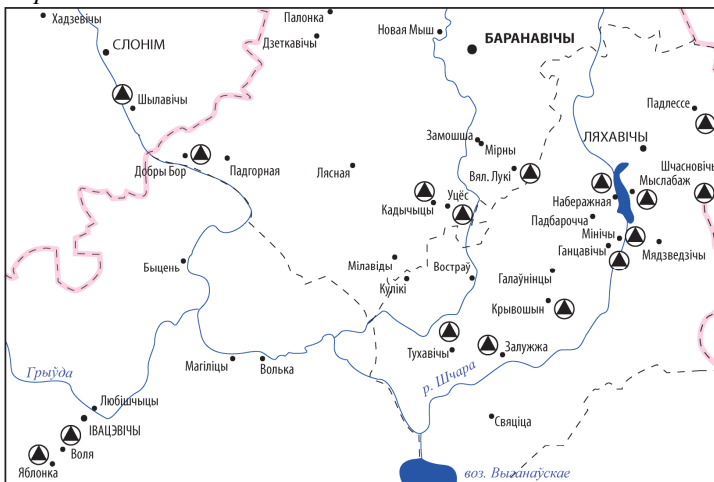 Хадзевічы
Палонка
Новая Мыш
СЛОНІМ
Дзеткавічы
БАРАНАВІЧЫ
Шылавічы
Падлессе
Замошша
Мірны
ЛЯХАВІЧЫ
Добры Бор
Падгорная
Лясная
Вял. Лукі
Шчасновічы
Мыслабаж
Кадычыцы
Уцёс
Набержная
Падбарочча
Мінічы
Ганцавічы
Мядзведзічы
Быцень
Мілавіды
Востраў
Галаўнінцы
Кулікі
Крывошын
Тухавічы
Залужжа
Магіліцы
Волька
Грыўда
р. Шчара
Любішчыцы
ІВАЦЭВІЧЫ
Свяціца
Воля
Яблонка
воз. Выганаўскае